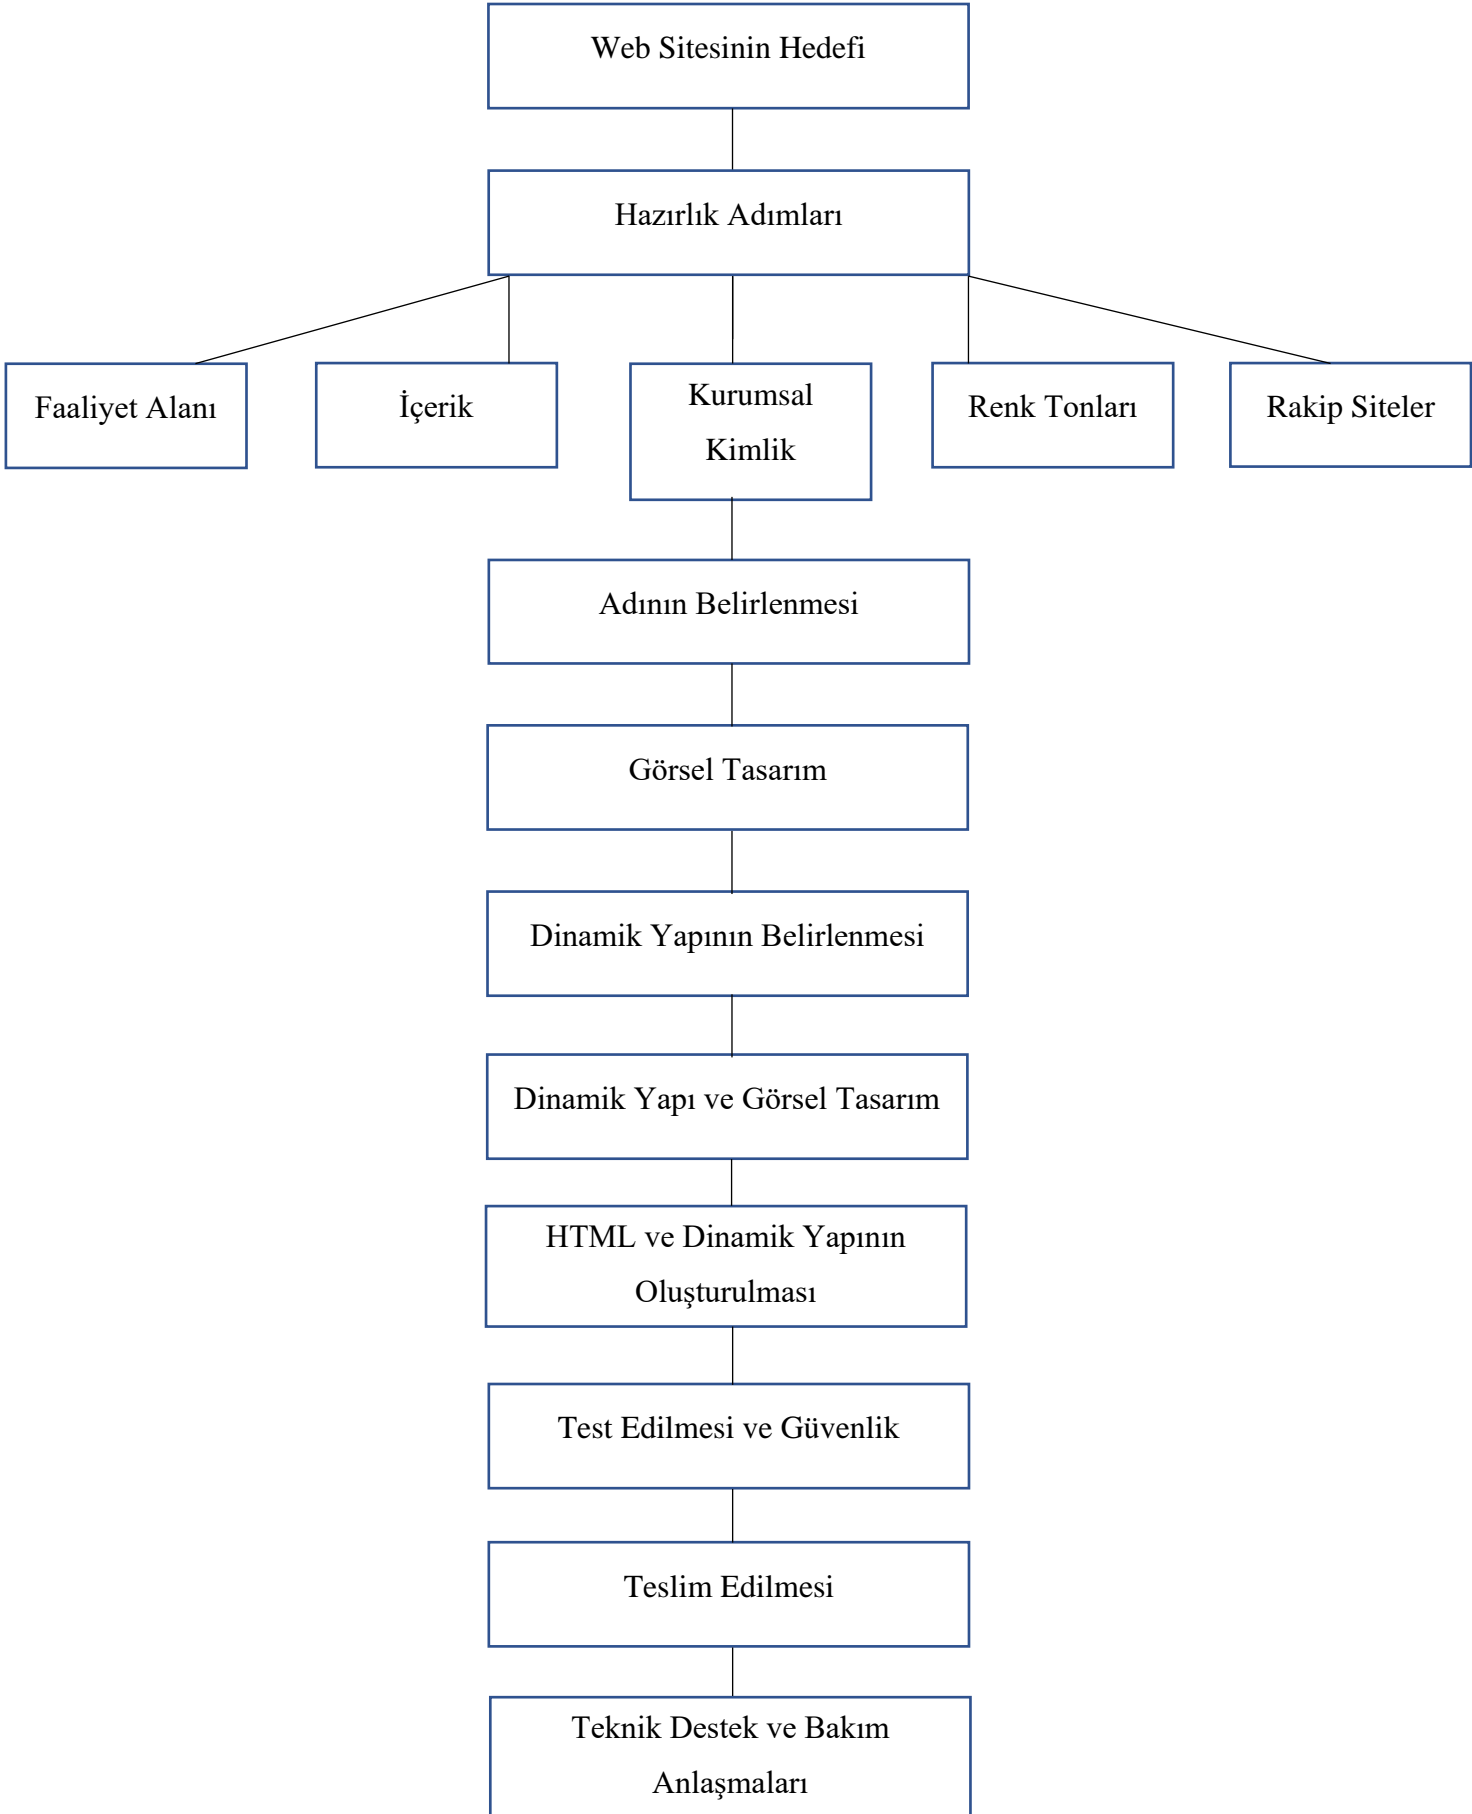 Web Sitesinin Hedefi
Hazırlık Adımları
Faaliyet Alanı
İçerik
Kurumsal
Kimlik
Renk Tonları
Rakip Siteler
Adının Belirlenmesi
Görsel Tasarım
Dinamik Yapının Belirlenmesi
Dinamik Yapı ve Görsel Tasarım
HTML ve Dinamik Yapının
Oluşturulması
Test Edilmesi ve Güvenlik
Teslim Edilmesi
Teknik Destek ve Bakım
Anlaşmaları